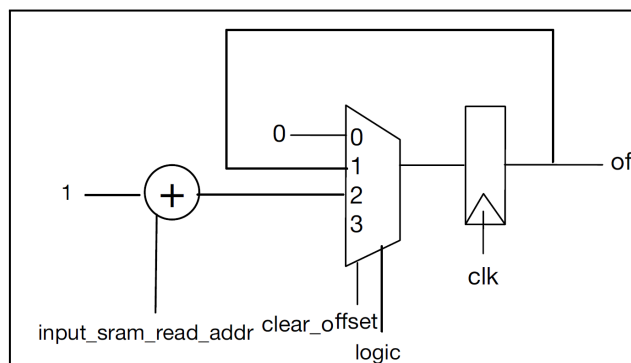 0
0
1
1
+
2
3
of
clk
input_sram_read_addr
clear_offset
logic